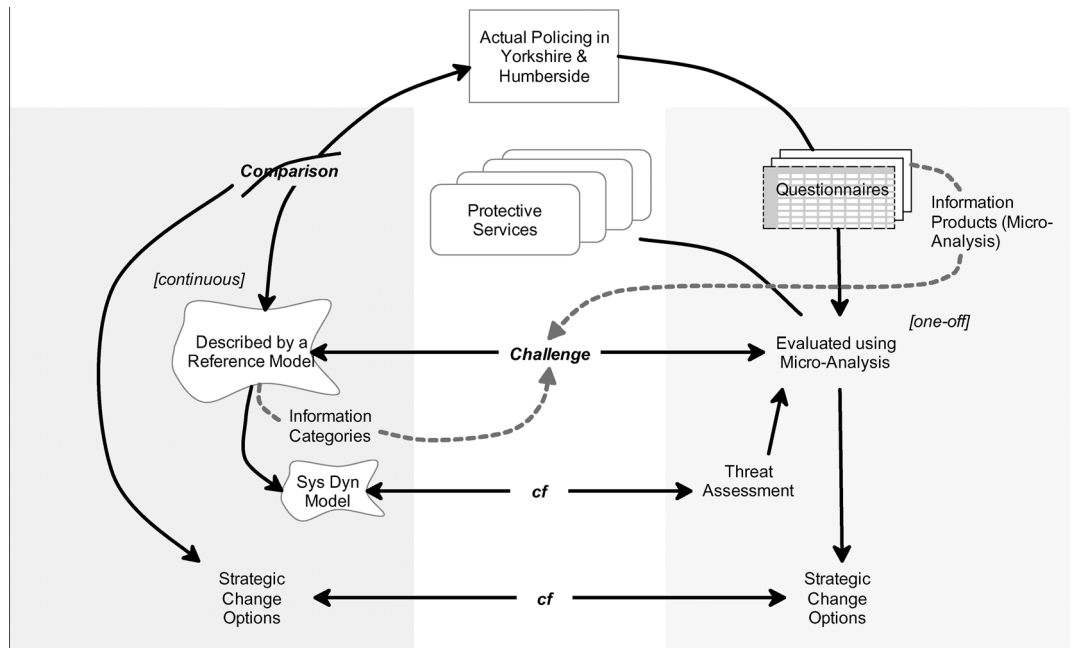 Actual Policing in
Yorkshire &
Humberside
Comparison
Protective
Services
Questionnaires
Information
Products (Micro-
Analysis)
[continuous]
[one-off]
Described by a
Reference Model
Challenge
Evaluated using
Micro-Analysis
Information
Categories
Sys Dyn
Model
cf
Threat
Assessment
Strategic
Change
Options
cf
Strategic
Change
Options